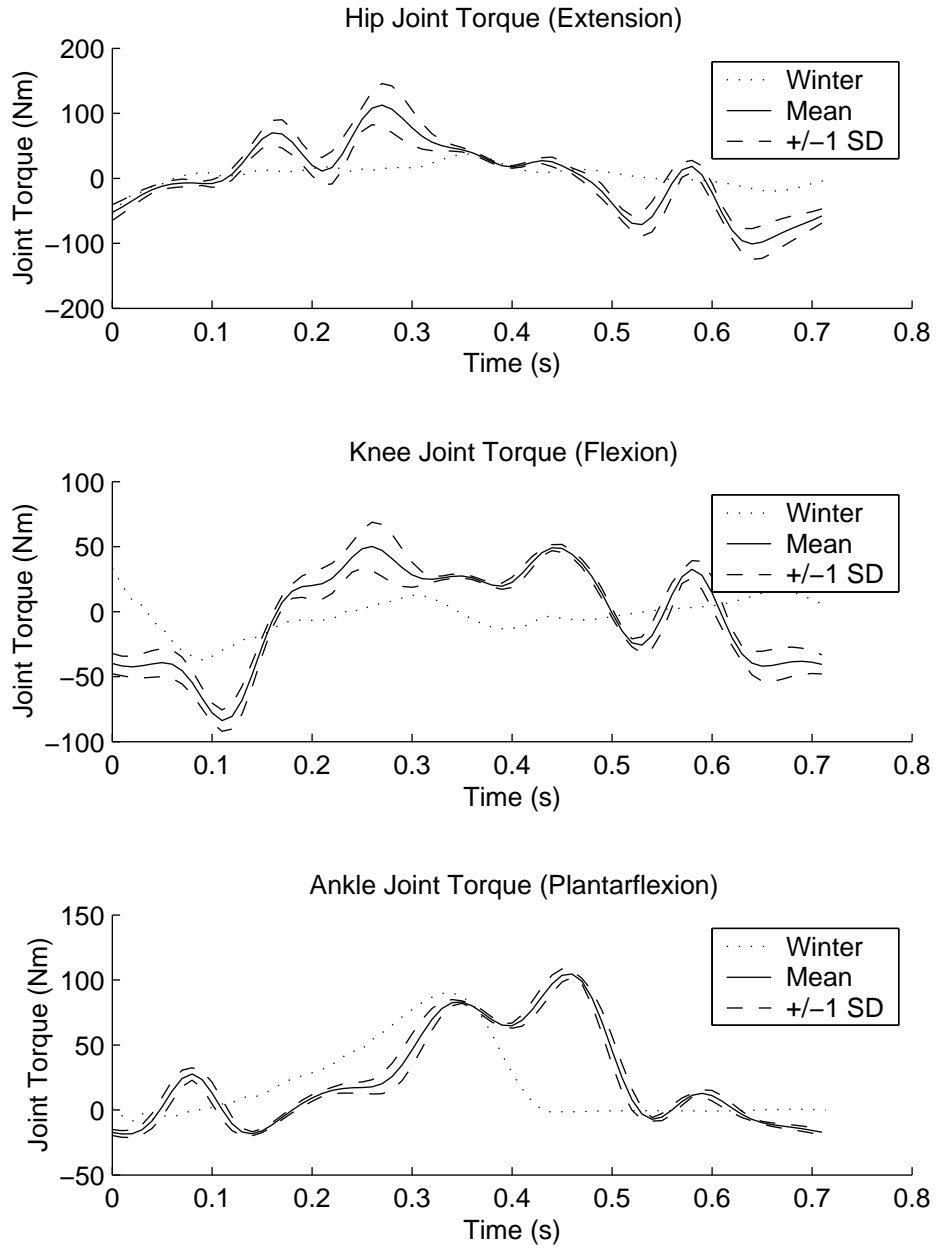 Hip Joint Torque (Extension)
200
100
0
−100
−200
Joint Torque (Nm)
Winter
Mean
+/−1 SD
0 0.1 0.2 0.3 0.4 0.5 0.6 0.7 0.8
Time (s)
Knee Joint Torque (Flexion)
100
50
0
−50
−100
Joint Torque (Nm)
Winter
Mean
+/−1 SD
0 0.1 0.2 0.3 0.4 0.5 0.6 0.7 0.8
Time (s)
Ankle Joint Torque (Plantarflexion)
150
100
50
0
−50
Joint Torque (Nm)
Winter
Mean
+/−1 SD
0 0.1 0.2 0.3 0.4 0.5 0.6 0.7 0.8
Time (s)